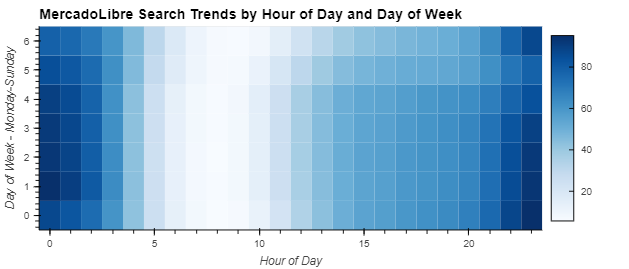 MercadoLibre Search Trends by Hour of Day and Day of Week
Day of Week - Monday-Sunday
6
5
4
3
2
1
0
0 5 10 15 20
Hour of Day
80
60
40
20